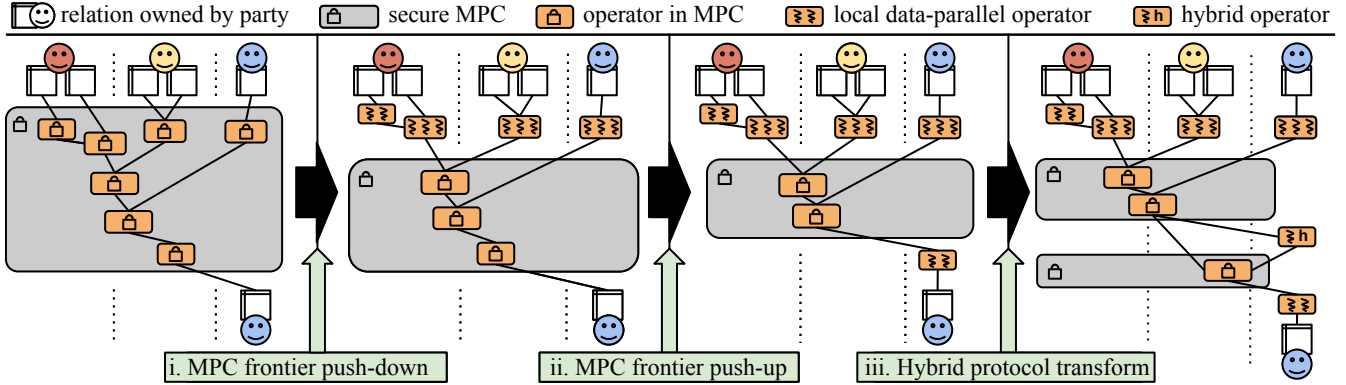 relation owned by party
secure MPC
operator in MPC
local data-parallel operator
h
hybrid operator
h
i. MPC frontier push-down
ii. MPC frontier push-up
iii. Hybrid protocol transform